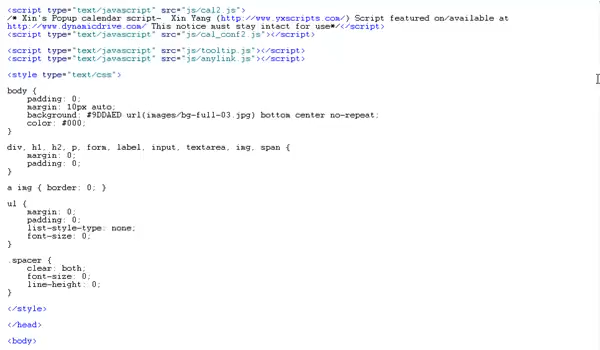 <script type="text/javascript" src="js/cal2.js">
/* Xin's Popup calendar script-  Xin Yang (http://www.yxscripts.com/) Script featured on/available at
http://www.dynamicdrive.com/ This notice must stay intact for use*/</script>
<script type="text/javascript" src="js/cal_conf2.js"></script>
<script type="text/javascript" src="js/tooltip.js"></script>
<script type="text/javascript" src="js/anylink.js"></script>
<style type="text/css">
body {
padding: 0;
margin: 10px auto;
background: #9DDAED url(images/bg-full-03.jpg) bottom center no-repeat;
color: #000;
}
div, h1, h2, p, form, label, input, textarea, img, span {
margin: 0;
padding: 0;
}
a img { border: 0; }
ul {
margin: 0;
padding: 0;
list-style-type: none;
font-size: 0;
}
.spacer {
clear: both;
font-size: 0;
line-height: 0;
}
</style>
</head>
<body>